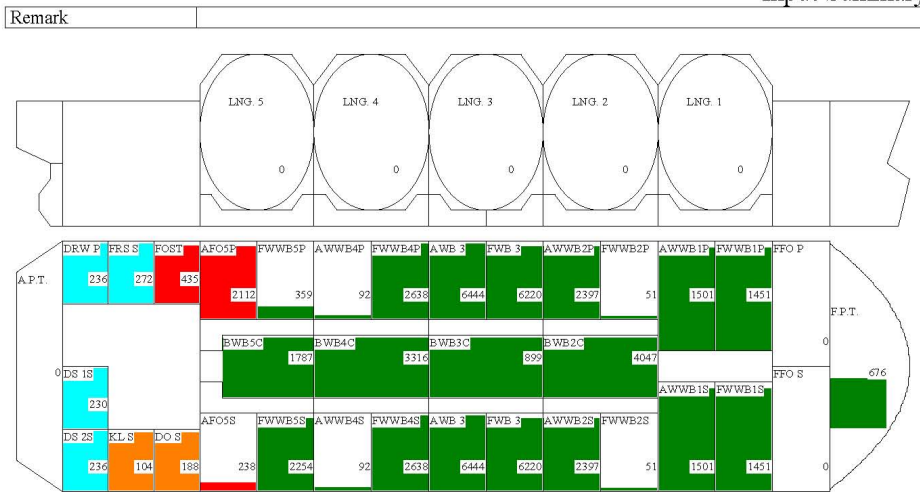 Remark
LNG. 5 LNG. 4 LNG. 3 LNG. 2 LNG. 1
0 0 0 0 0
DRW P FRS S FOST AFO5P FWWB5P AWWB4P FWWB4P AWB 3 FWB 3 AWWB2P FWWB2P AWWB1P FWWB1P FFO P
A.P.T. 236 272 435 2112 359 92 2638 6444 6220 2397 51 1501 1451
F.P.T.
BWB5C BWB4C BWB3C BWB2C 0
1787 3316 899 4047
0 DS 1S FFO S 676
230 AWWB1S FWWB1S
AFO5S FWWB5S AWWB4S FWWB4S AWB 3 FWB 3 AWWB2S FWWB2S
DS 2S KL S DO S
236 104 188 238 2254 92 2638 6444 6220 2397 51 1501 1451 0